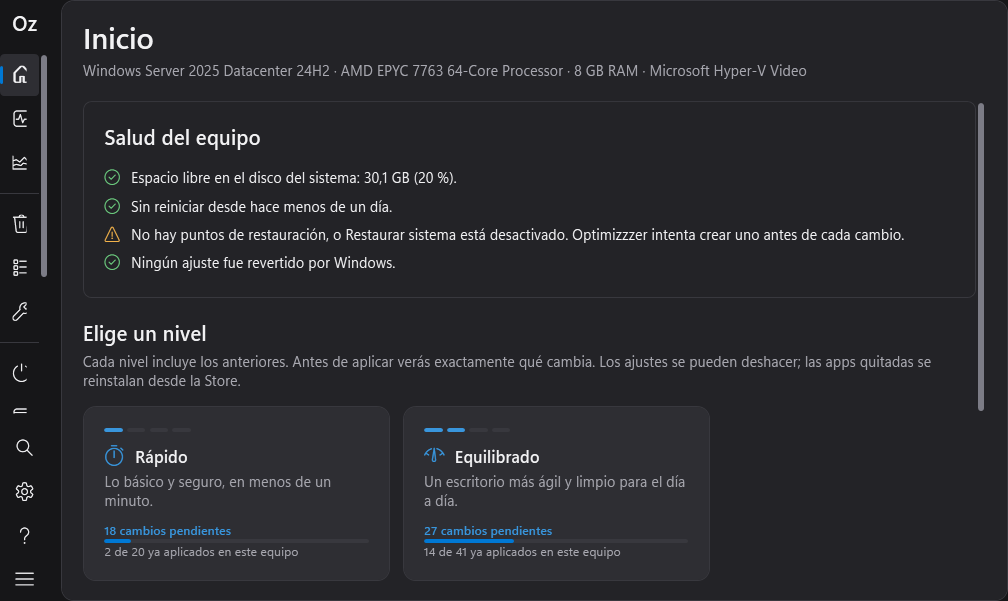 Oz
Inicio
Windows Server 2025 Datacenter 24H2 · AMD EPYC 7763 64-Core Processor · 8 GB RAM · Microsoft Hyper-V Video
Salud del equipo
Espacio libre en el disco del sistema: 30,1 GB (20 %).
Sin reiniciar desde hace menos de un día.
No hay puntos de restauración, o Restaurar sistema está desactivado. Optimizzzer intenta crear uno antes de cada cambio.
Ningún ajuste fue revertido por Windows.
Elige un nivel
Cada nivel incluye los anteriores. Antes de aplicar verás exactamente qué cambia. Los ajustes se pueden deshacer; las apps quitadas se
reinstalan desde la Store.
Rápido
Lo básico y seguro, en menos de un
minuto.
18 cambios pendientes
2 de 20 ya aplicados en este equipo
Equilibrado
Un escritorio más ágil y limpio para el día
a día.
27 cambios pendientes
14 de 41 ya aplicados en este equipo